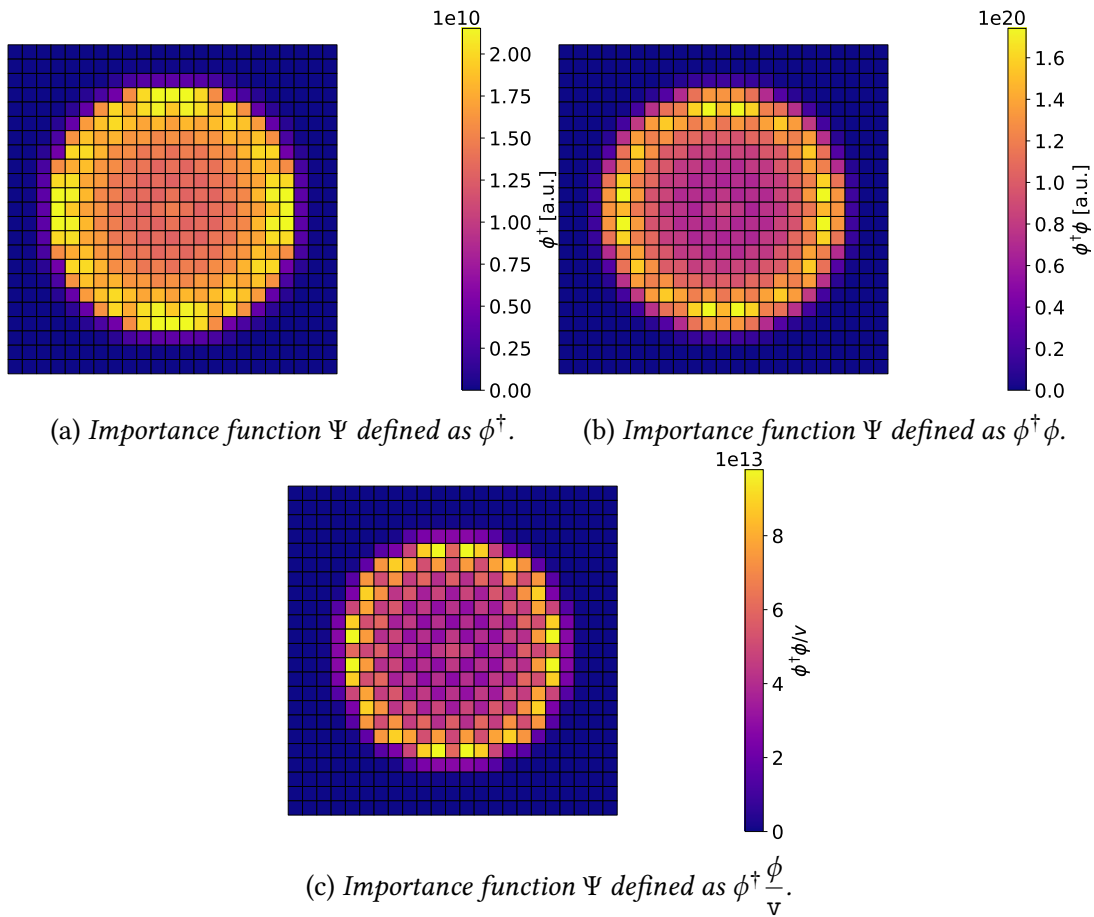 1e10
2.00
1.75
1.50
1.25
1.00
0.75
0.50
0.25
0.00
ϕ† [a.u.]
1e20
1.6
1.4
1.2
1.0
0.8
0.6
0.4
0.2
0.0
ϕ†ϕ [a.u.]
(a) Importance function Ψ defined as ϕ†.
(b) Importance function Ψ defined as ϕ†ϕ.
1e13
8
6
4
2
0
ϕ†ϕ/v
(c) Importance function Ψ defined as ϕ† ϕ/v.